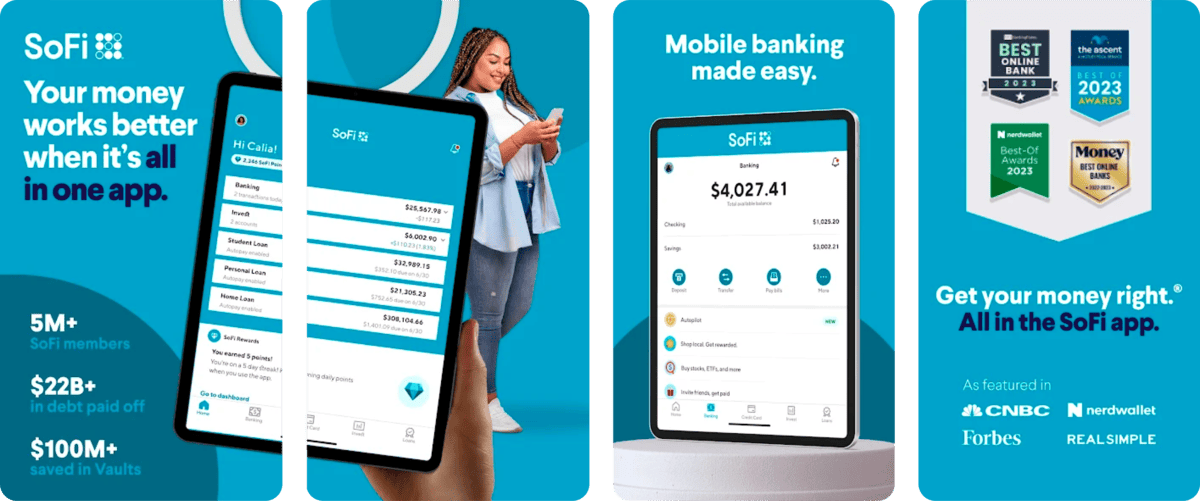 SoFi
Your money
works better
when it's all
in one app.
5M+
SoFi members
$22B+
in debt paid off
$100M+
saved in Vaults
SoFi
Hi Calia!
2,346 SoFi
Banking
$25,567.98
2 transactions
-$117.23
Invest
$6,002.90
2 accounts
+$110.23 (1.83%)
Student Loan
$32,989.15
Autopay enabled
$352.10 due on 6/30
Personal Loan
$21,305.23
Autopay enabled
$752.65 due on 6/30
Home Loan
$308,104.66
Autopay enabled
$1,401.09 due on 6/30
SoFi Rewards
You earned 5 points!
You're on a 5 day streak!
ning daily points
when you use the app.
Go to dashboard
Home
Banking
Card
Invest
Loans
Mobile banking
made easy.
SoFi
Banking
$4,027.41
Total available balance
Checking
$1,025.20
Savings
$3,002.21
Deposit
Transfer
Pay bills
More
Autopilot
NEW
Shop local. Get rewarded.
Buy stocks, ETFs, and more
Invite friends, get paid
Home
Banking
Credit Card
Invest
Loans
BEST
ONLINE
BANK
2023
the ascent
BEST OF
2023
AWARDS
nerdwallet
Best-Of
Awards
2023
Money
BEST ONLINE
BANKS
2022-2023
Get your money right.®
All in the SoFi app.
As featured in
CNBC
nerdwallet
Forbes
REAL SIMPLE